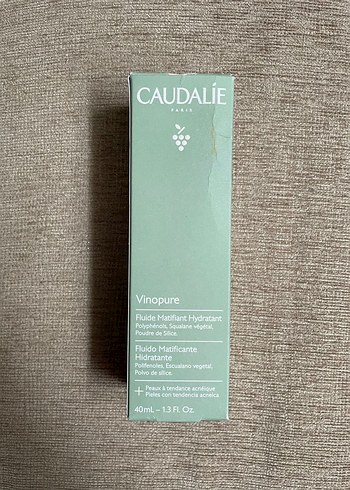 CAUDALÍE
PARIS
Vinopure
Fluide Matifiant Hydratant
Polyphénols, Squalane végétal,
Poudre de Silice.
Fluido Matificante
Hidratante
Polifenoles, Escualano vegetal,
Polvo de sílice.
+ Peaux à tendance acnéique
Pieles con tendencia acneica
40mL – 1.3 Fl. Oz.